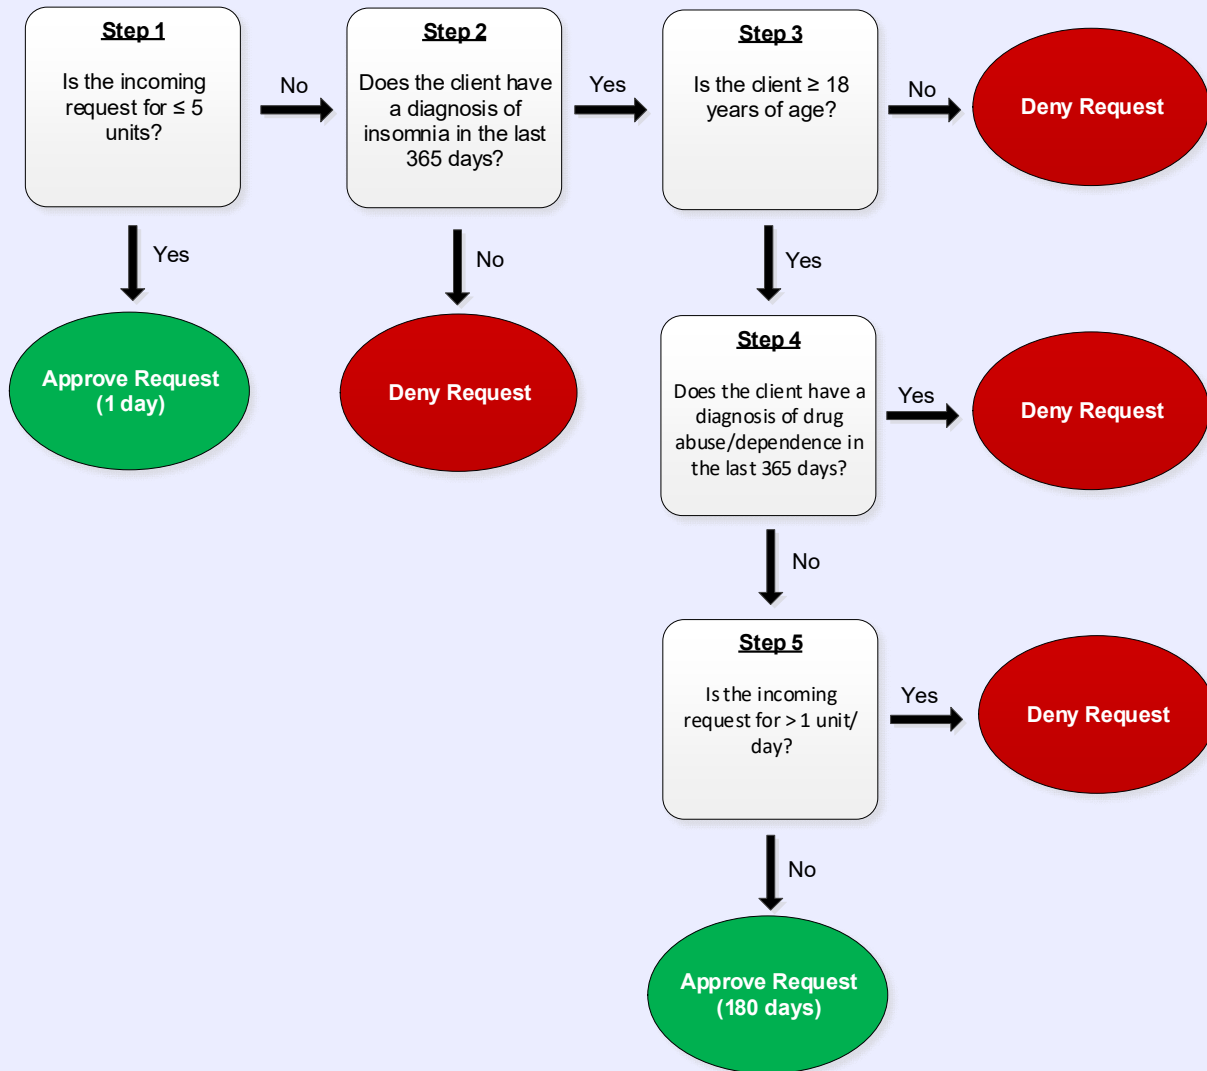 Step 1
Is the incoming
request for ≤ 5
units?
No
Step 2
Does the client have
a diagnosis of
insomnia in the last
365 days?
Yes
Step 3
Is the client ≥ 18
years of age?
No
Deny Request
Yes
Approve Request
(1 day)
No
Deny Request
Yes
Step 4
Does the client have a
diagnosis of drug
abuse/dependence in
the last 365 days?
Yes
Deny Request
No
Step 5
Is the incoming
request for > 1 unit/
day?
Yes
Deny Request
No
Approve Request
(180 days)